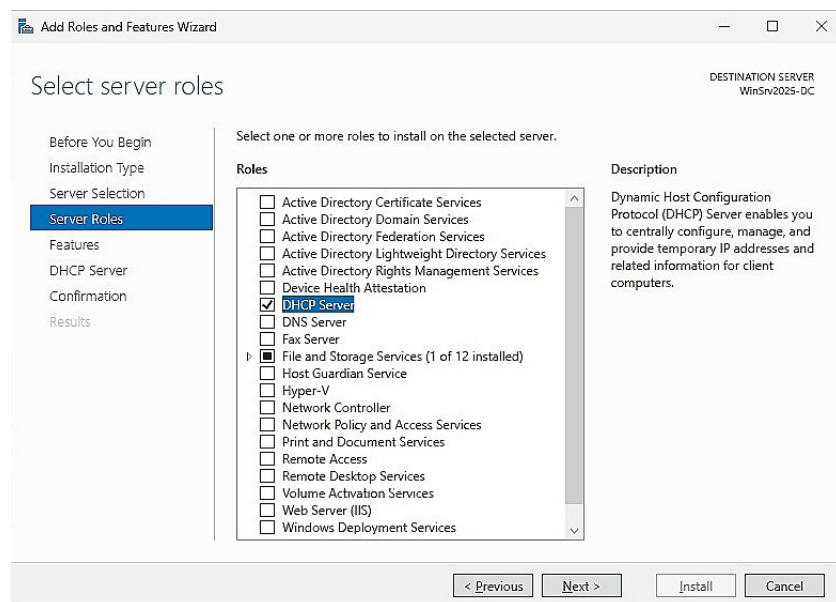 Add Roles and Features Wizard
Select server roles
DESTINATION SERVER
WinSrv2025-DC
Before You Begin
Installation Type
Server Selection
Server Roles
Features
DHCP Server
Confirmation
Results
Select one or more roles to install on the selected server.
Roles
Active Directory Certificate Services
Active Directory Domain Services
Active Directory Federation Services
Active Directory Lightweight Directory Services
Active Directory Rights Management Services
Device Health Attestation
DHCP Server
DNS Server
Fax Server
File and Storage Services (1 of 12 installed)
Host Guardian Service
Hyper-V
Network Controller
Network Policy and Access Services
Print and Document Services
Remote Access
Remote Desktop Services
Volume Activation Services
Web Server (IIS)
Windows Deployment Services
Description
Dynamic Host Configuration
Protocol (DHCP) Server enables you
to centrally configure, manage, and
provide temporary IP addresses and
related information for client
computers.
< Previous
Next >
Install
Cancel